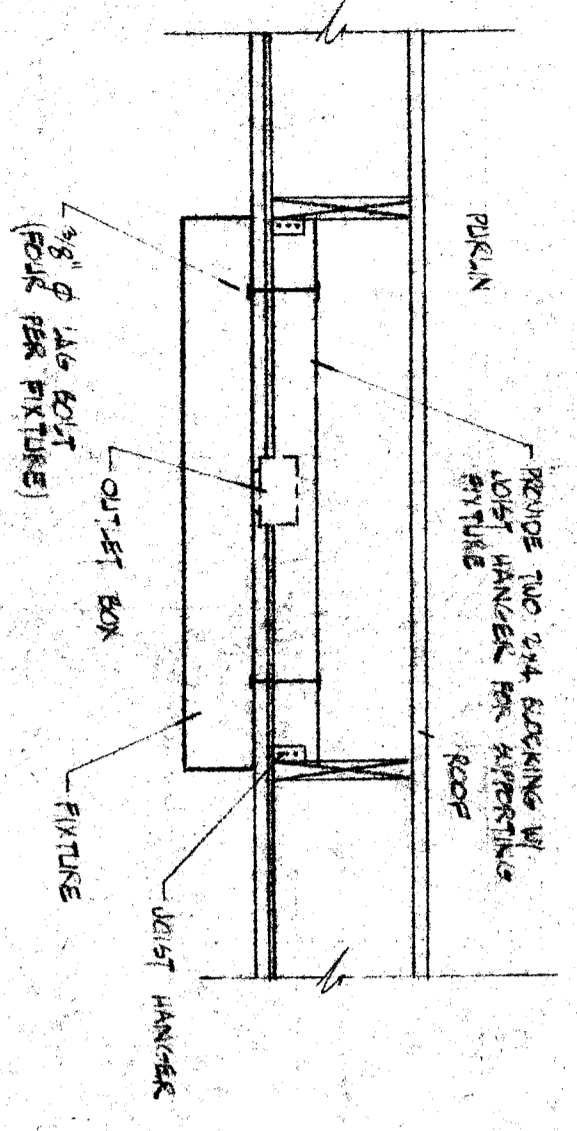 PROVIDE TWO 2X4 BLOCKING W/
JOIST HANGER FOR SUPPORTING
FIXTURE
PURLIN
ROOF
3/8" Φ LAG BOLT
(FOUR PER FIXTURE)
OUTLET BOX
FIXTURE
JOIST HANGER